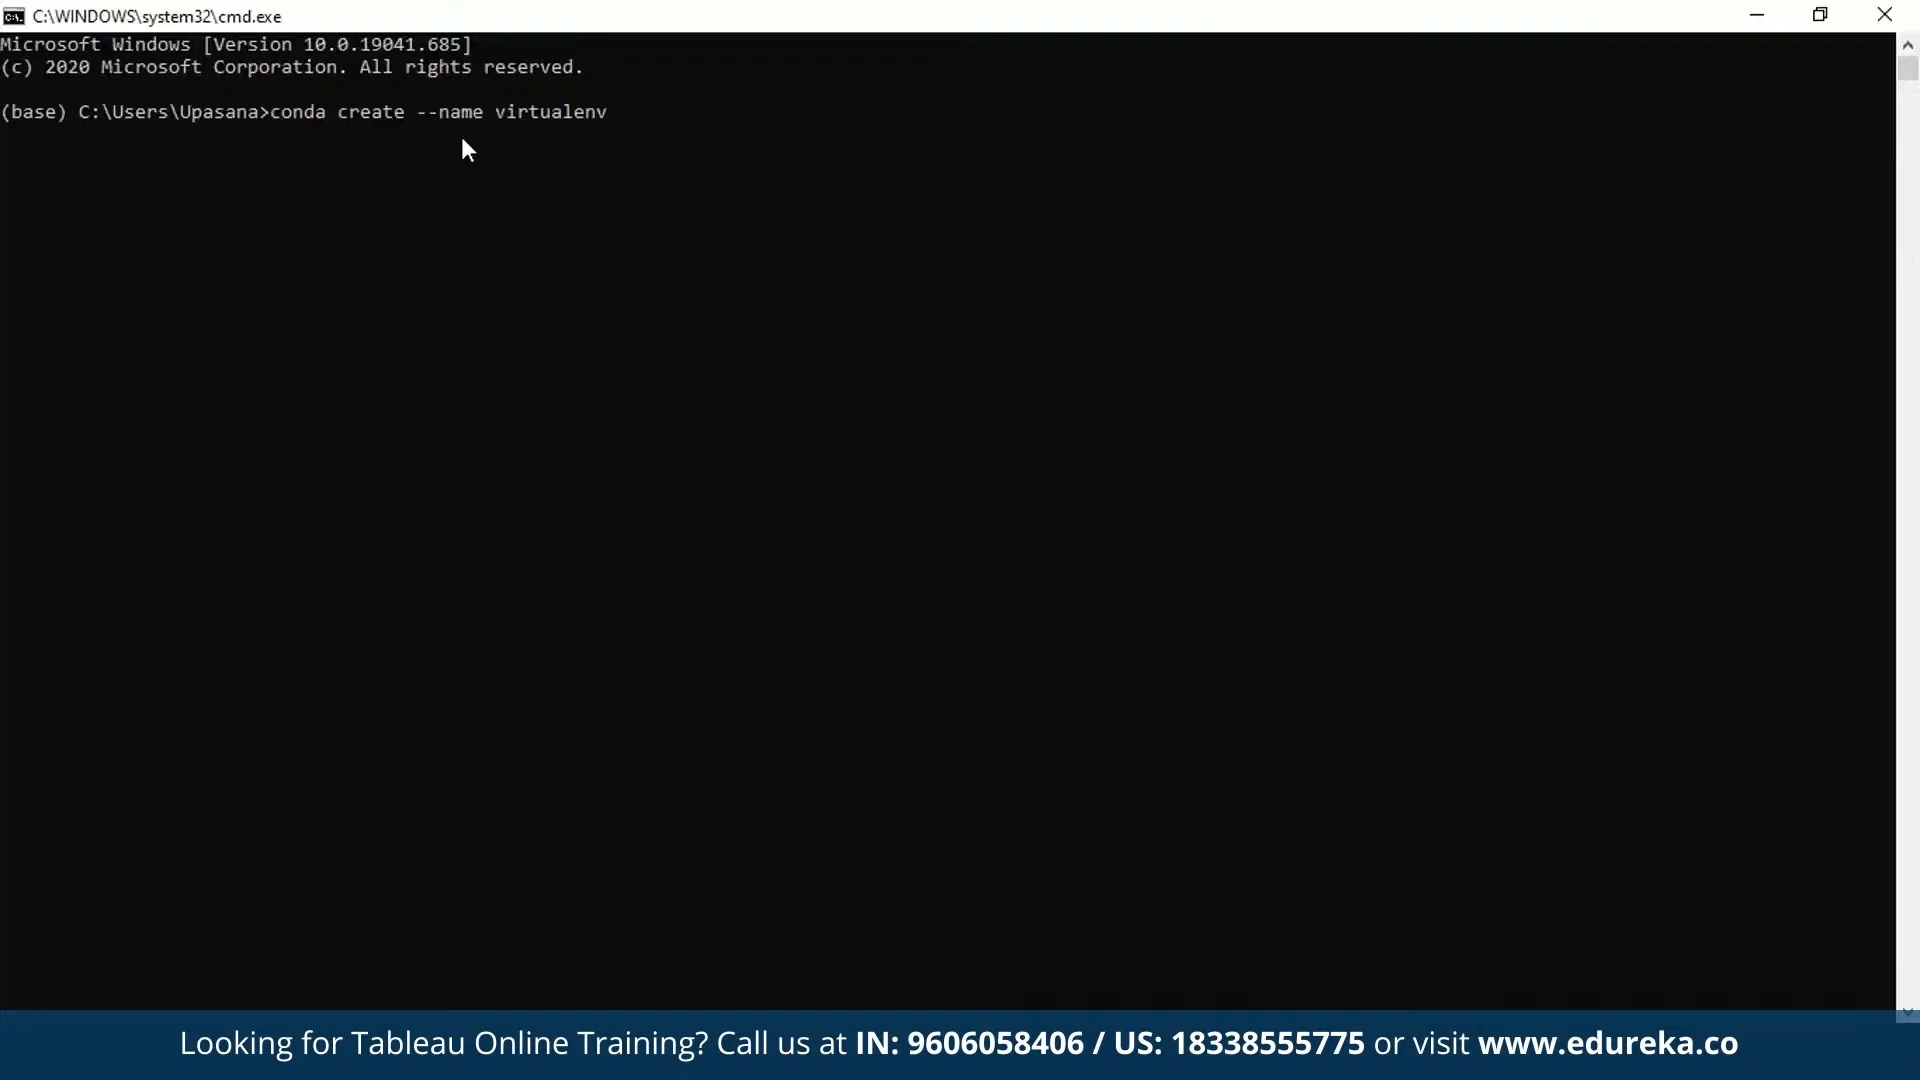 C:\WINDOWS\system32\cmd.exe
Microsoft Windows [Version 10.0.19041.685]
(c) 2020 Microsoft Corporation. All rights reserved.
(base) C:\Users\Upasana>conda create --name virtualenv
Looking for Tableau Online Training? Call us at IN: 9606058406 / US: 18338555775 or visit www.edureka.co